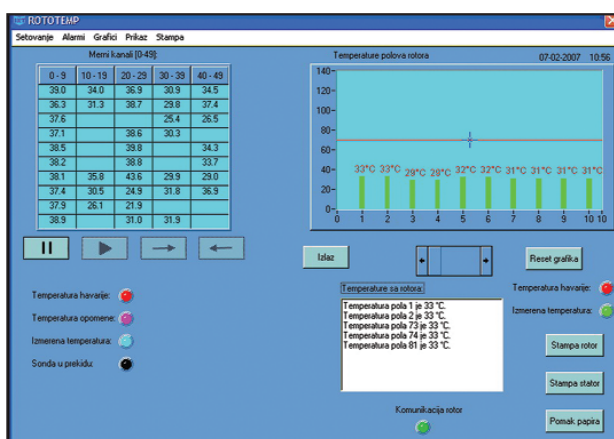 ROTOTEMP
Setovanje Alarmi Grafici Prikaz Stampa
Merni kanali [0-49]:
0 - 9 10 - 19 20 - 29 30 - 39 40 - 49
39.0 34.0 36.9 30.9 34.5
36.3 31.3 38.7 29.8 37.4
37.6 25.4 26.5
37.1 38.6 30.3
38.5 39.8 34.3
38.2 38.8 33.7
38.1 35.8 43.6 29.9 29.0
37.4 30.5 24.9 31.8 36.9
37.9 26.1 21.9
38.9 31.0 31.9
Temperatura havarije:
Temperatura opomene:
Izmerena temperatura:
Sonda u prekidu:
Temperature polova rotora 07-02-2007 10:56
140-
120-
100-
80-
60-
40-
20-
0-
33°C 33°C 29°C 29°C 32°C 32°C 31°C 31°C 31°C 31°C
0 1 2 3 4 5 6 7 8 9 10 10
Izlaz
Reset grafika
Temperature sa rotora:
Temperatura pola 1 je 33 °C.
Temperatura pola 2 je 33 °C.
Temperatura pola 73 je 33 °C.
Temperatura pola 74 je 33 °C.
Temperatura pola 81 je 33 °C.
Temperatura havarije:
Izmerena temperatura:
Stampa rotor
Stampa stator
Pomak papira
Komunikacija rotor